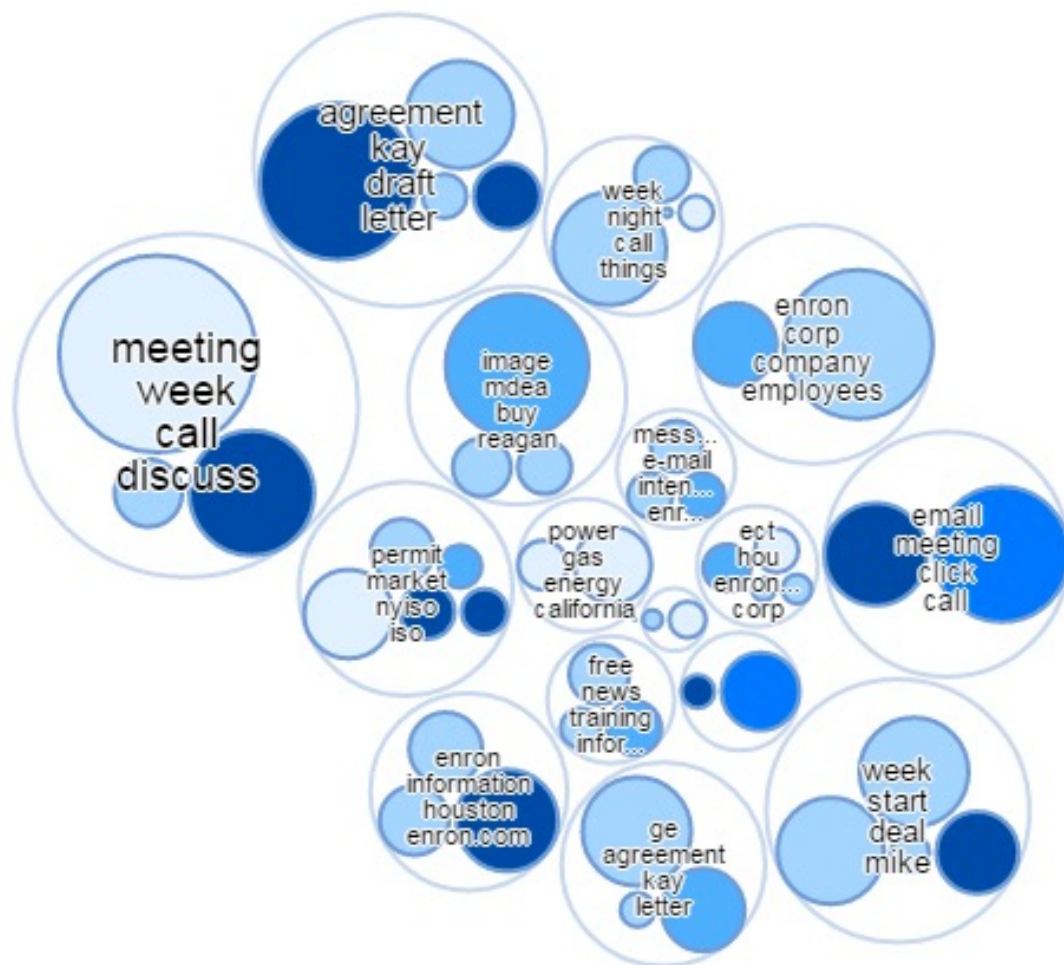 agreement
kay
draft
letter
week
night
call
things
enron
corp
company
employees
meeting
week
call
discuss
image
mdea
buy
reagan
mess...
e-mail
inten...
enr...
email
meeting
click
call
permit
market
nyiso
iso
power
gas
energy
california
ect
hou
enron...
corp
free
news
training
infor...
enron
information
houston
enron.com
week
start
deal
mike
ge
agreement
kay
letter